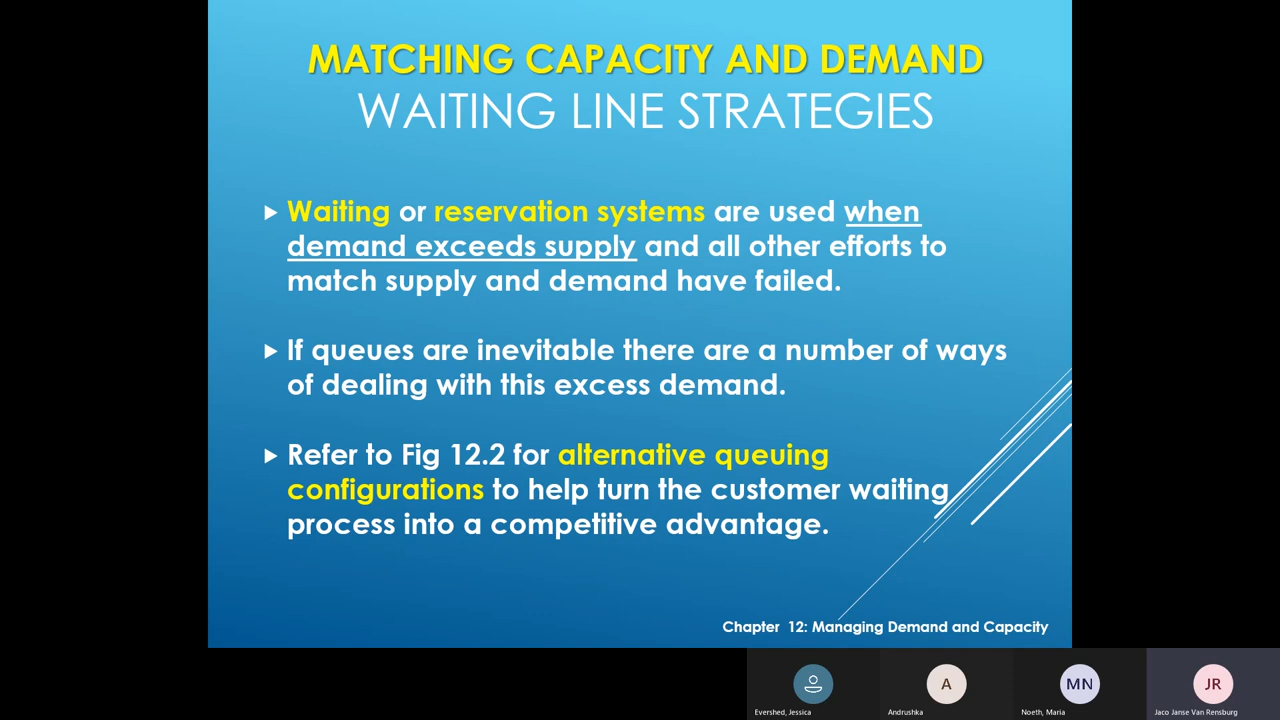 MATCHING CAPACITY AND DEMAND
WAITING LINE STRATEGIES
Waiting or reservation systems are used when
demand exceeds supply and all other efforts to
match supply and demand have failed.
If queues are inevitable there are a number of ways
of dealing with this excess demand.
Refer to Fig 12.2 for alternative queuing
configurations to help turn the customer waiting
process into a competitive advantage.
Chapter 12: Managing Demand and Capacity
A
MN
JR
Evershed, Jessica
Andrushka
Noeth, Maria
Jaco Janse Van Rensburg